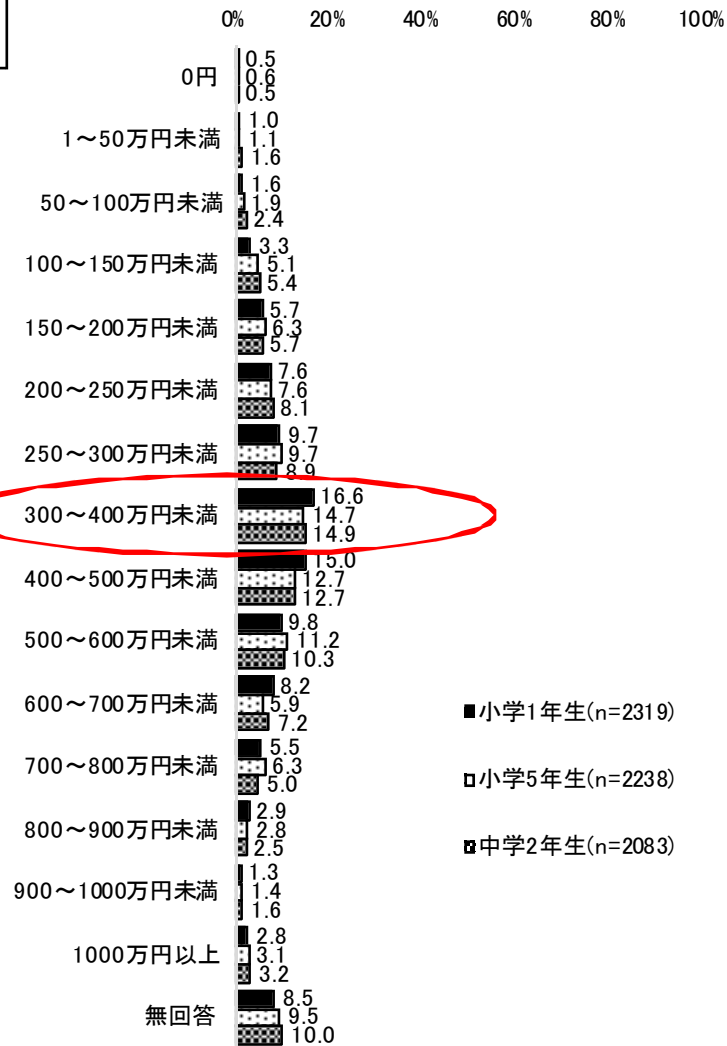 0% 20% 40% 60% 80% 100%
0円
0.5
0.6
0.5
1～50万円未満
1.0
1.1
1.6
50～100万円未満
1.6
1.9
2.4
100～150万円未満
3.3
5.1
5.4
150～200万円未満
5.7
6.3
5.7
200～250万円未満
7.6
7.6
8.1
250～300万円未満
9.7
9.7
8.9
300～400万円未満
16.6
14.7
14.9
400～500万円未満
15.0
12.7
12.7
500～600万円未満
9.8
11.2
10.3
600～700万円未満
8.2
5.9
7.2
700～800万円未満
5.5
6.3
5.0
800～900万円未満
2.9
2.8
2.5
900～1000万円未満
1.3
1.4
1.6
1000万円以上
2.8
3.1
3.2
無回答
8.5
9.5
10.0
小学1年生(n=2319)
小学5年生(n=2238)
中学2年生(n=2083)